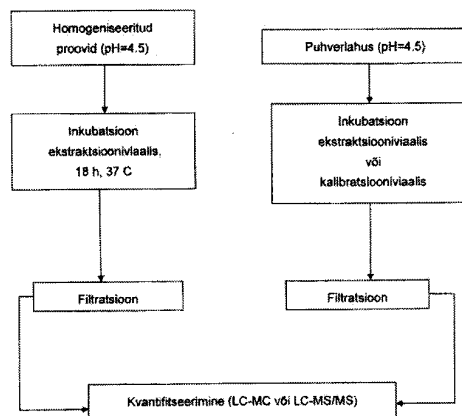 Homogeniseeritud
proovid (pH=4.5)
Puhverlahus (pH=4.5)
Inkubatsioon
ekstraktsiooniviaalis,
18 h, 37 C
Inkubatsioon
ekstraktsiooniviaalis
või
kalibratslooniviaalis
Filtratsioon
Filtratsioon
Kvantifitseerimine (LC-MC või LC-MS/MS)